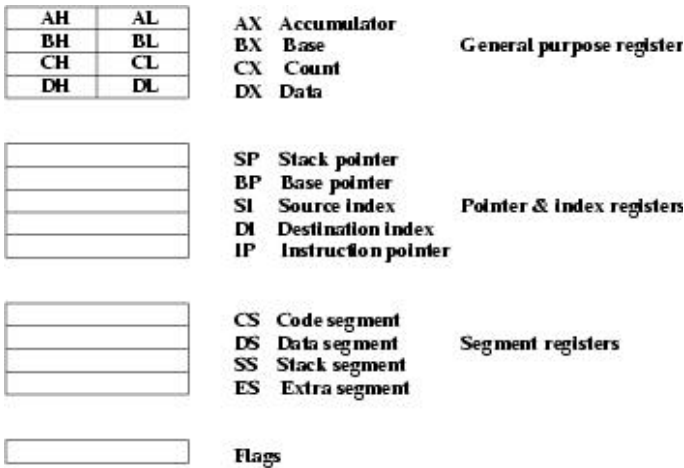 AH AL
BH BL
CH CL
DH DL
AX Accumulator
BX Base General purpose register
CX Count
DX Data
SP Stack pointer
BP Base pointer
SI Source index Pointer & index registers
DI Destination index
IP Instruction pointer
CS Code segment
DS Data segment Segment registers
SS Stack segment
ES Extra segment
Flags